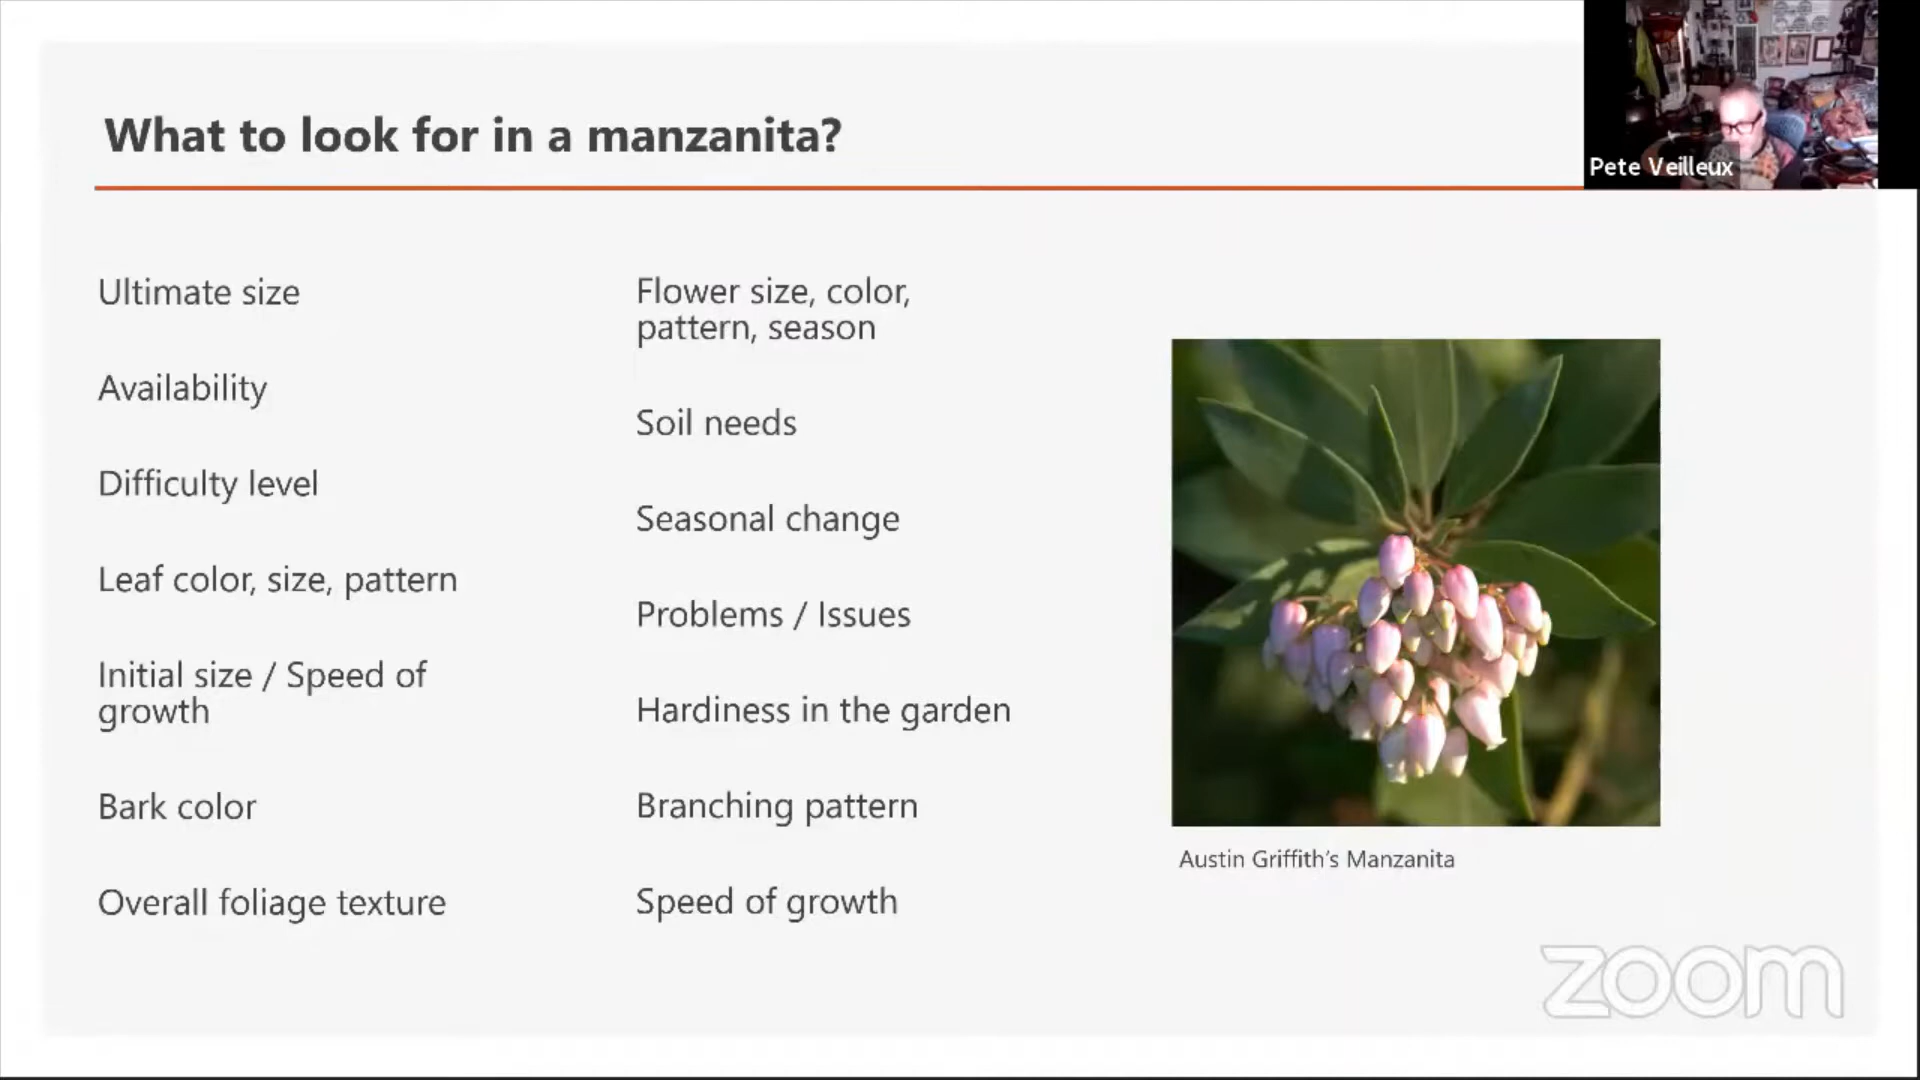 What to look for in a manzanita?
Pete Veilleux
Ultimate size
Availability
Difficulty level
Leaf color, size, pattern
Initial size / Speed of
growth
Bark color
Overall foliage texture
Flower size, color,
pattern, season
Soil needs
Seasonal change
Problems / Issues
Hardiness in the garden
Branching pattern
Speed of growth
Austin Griffith’s Manzanita
zoom